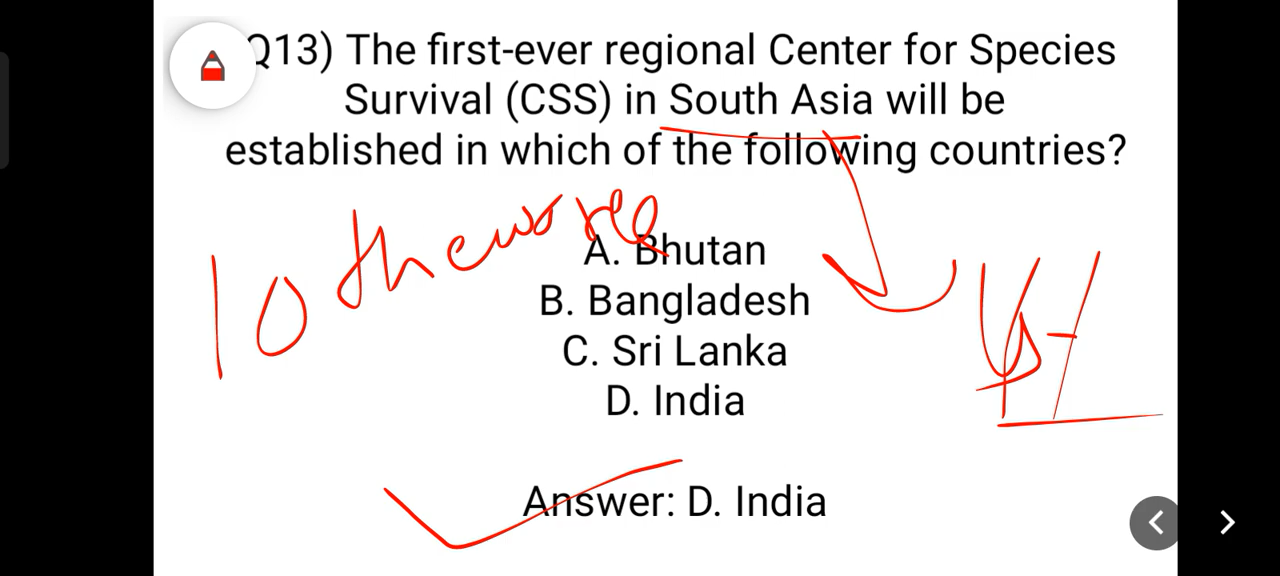 Q13) The first-ever regional Center for Species
Survival (CSS) in South Asia will be
established in which of the following countries?
A. Bhutan
B. Bangladesh
C. Sri Lanka
D. India
Answer: D. India